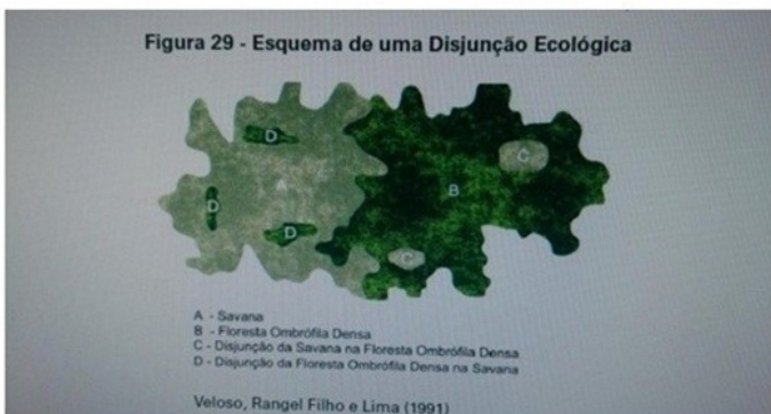 Figura 29 - Esquema de uma Disjunção Ecológica
D
A
C
B
D
D
C
A - Savana
B - Floresta Ombrófila Densa
C - Disjunção da Savana na Floresta Ombrófila Densa
D - Disjunção da Floresta Ombrófila Densa na Savana
Veloso, Rangel Filho e Lima (1991)